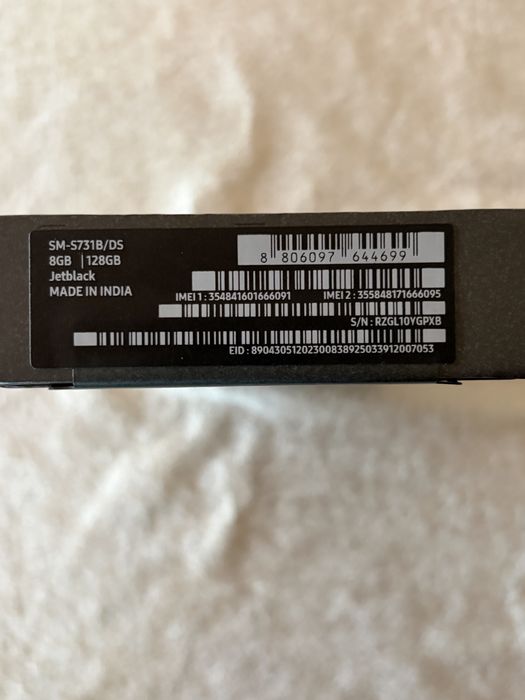 SM-S731B/DS
8GB | 128GB
Jetblack
MADE IN INDIA
8 806097 644699
IMEI 1 : 354841601666091 IMEI 2 : 355848171666095
S/N : RZGL10YGPXB
EID : 89043051202300838925033912007053